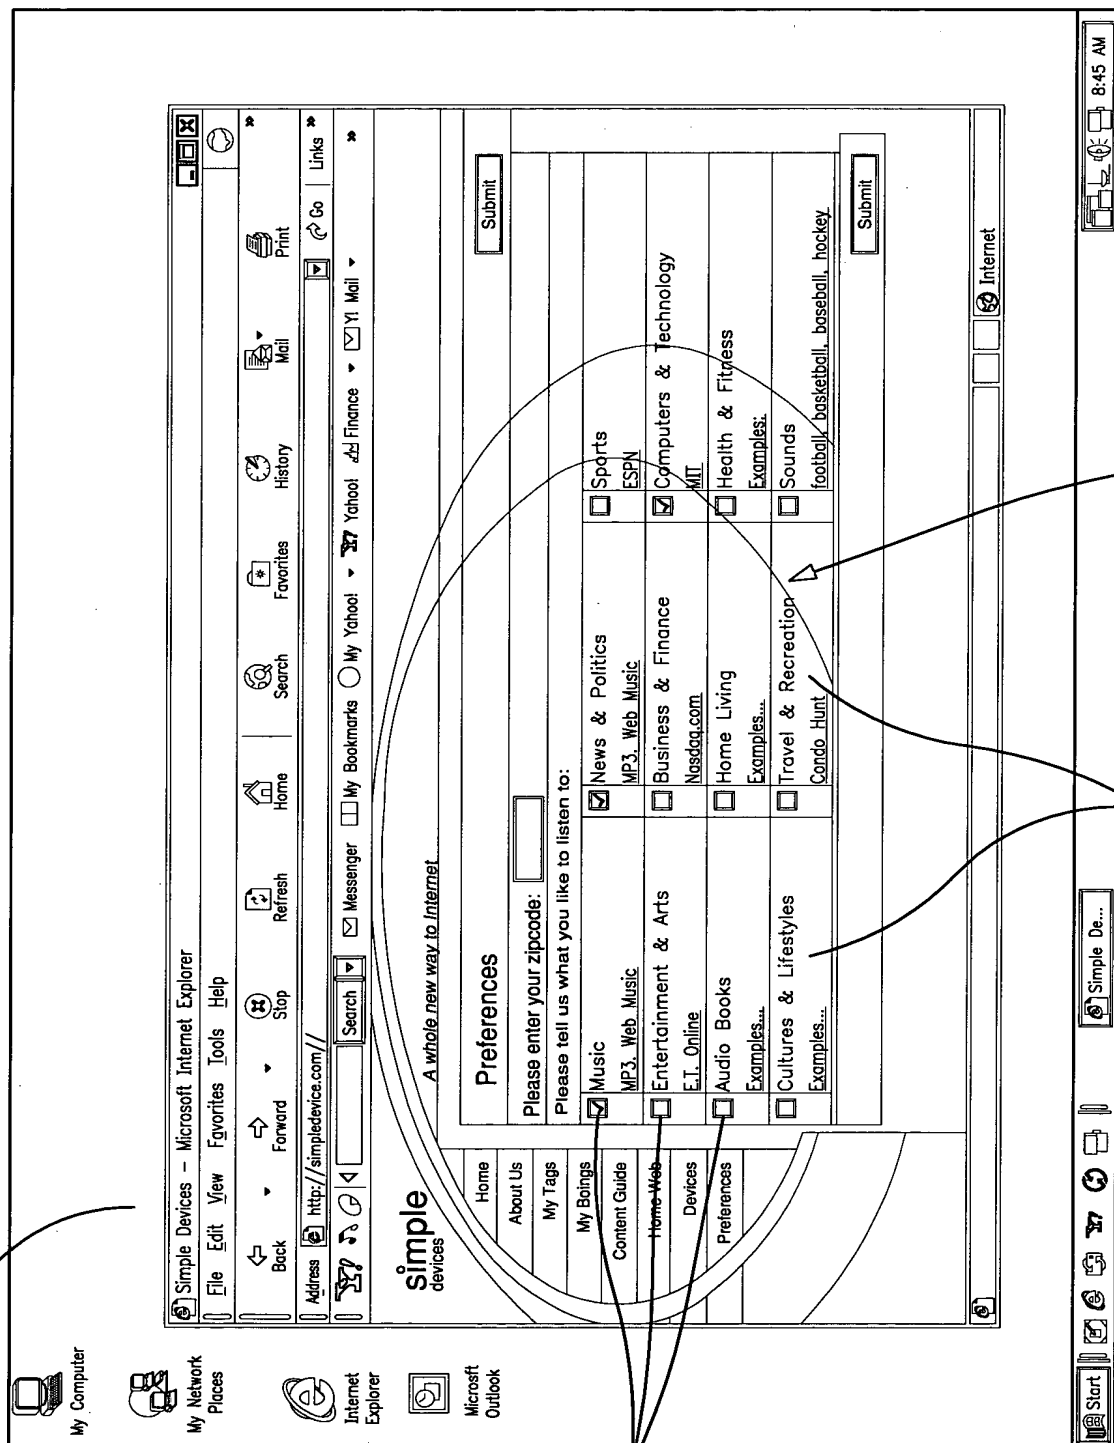 My Computer
My Network
Places
Internet
Explorer
Microsft
Outlook
Simple Devices – Microsoft Internet Explorer
File Edit View Favorites Tools Help
Back Forward Stop Refresh Home Search Favorites History Mail Print »
Address http://simpledevice.com// Go Links »
Y! Search Messenger My Bookmarks My Yahoo! Y! Yahoo! Finance Y! Mail »
simple
devices
A whole new way to Internet
Home
About Us
My Tags
My Boings
Content Guide
Home Web
Devices
Preferences
Preferences
Submit
Please enter your zipcode:
Please tell us what you like to listen to:
Music News & Politics Sports
MP3. Web Music MP3. Web Music ESPN
Entertainment & Arts Business & Finance Computers & Technology
E.T. Online Nasdaq.com MIT
Audio Books Home Living Health & Fitness
Examples... Examples... Examples:
Cultures & Lifestyles Travel & Recreation Sounds
Examples... Condo Hunt football, basketball, baseball, hockey
Submit
Internet
Start Y! Simple De... 8:45 AM